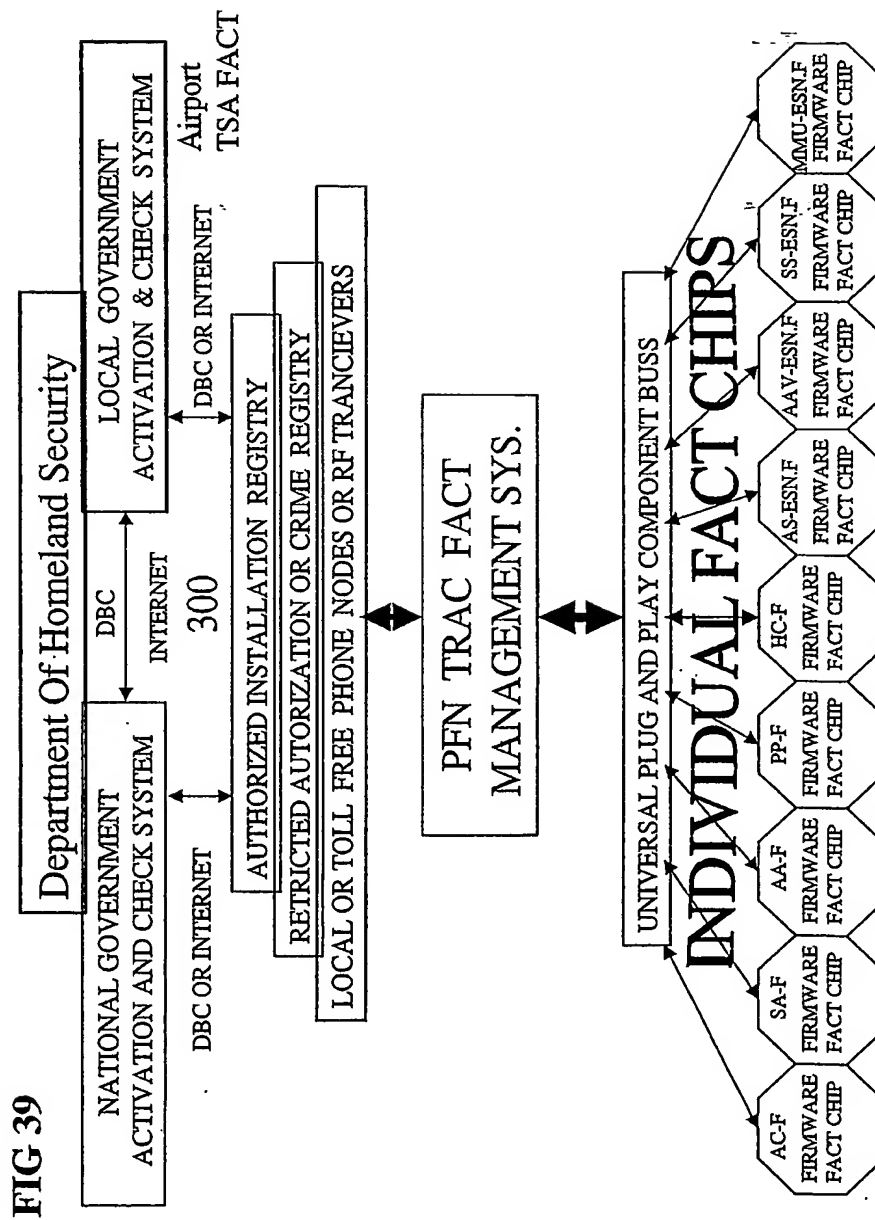 FIG 39
Department Of Homeland Security
NATIONAL GOVERNMENT
ACTIVATION AND CHECK SYSTEM
DBC
INTERNET
300
LOCAL GOVERNMENT
ACTIVATION & CHECK SYSTEM
Airport
TSA FACT
DBC OR INTERNET
DBC OR INTERNET
AUTHORIZED INSTALLATION REGISTRY
RETRICTED AUTORIZATION OR CRIME REGISTRY
LOCAL OR TOLL FREE PHONE NODES OR RF TRANCIEVERS
PFN TRAC FACT
MANAGEMENT SYS.
UNIVERSAL PLUG AND PLAY COMPONENT BUSS
INDIVIDUAL FACT CHIPS
AC-F
FIRMWARE
FACT CHIP
SA-F
FIRMWARE
FACT CHIP
AA-F
FIRMWARE
FACT CHIP
PP-F
FIRMWARE
FACT CHIP
HC-F
FIRMWARE
FACT CHIP
AS-ESN.F
FIRMWARE
FACT CHIP
AAV-ESN.F
FIRMWARE
FACT CHIP
SS-ESN.F
FIRMWARE
FACT CHIP
MMU-ESN.F
FIRMWARE
FACT CHIP